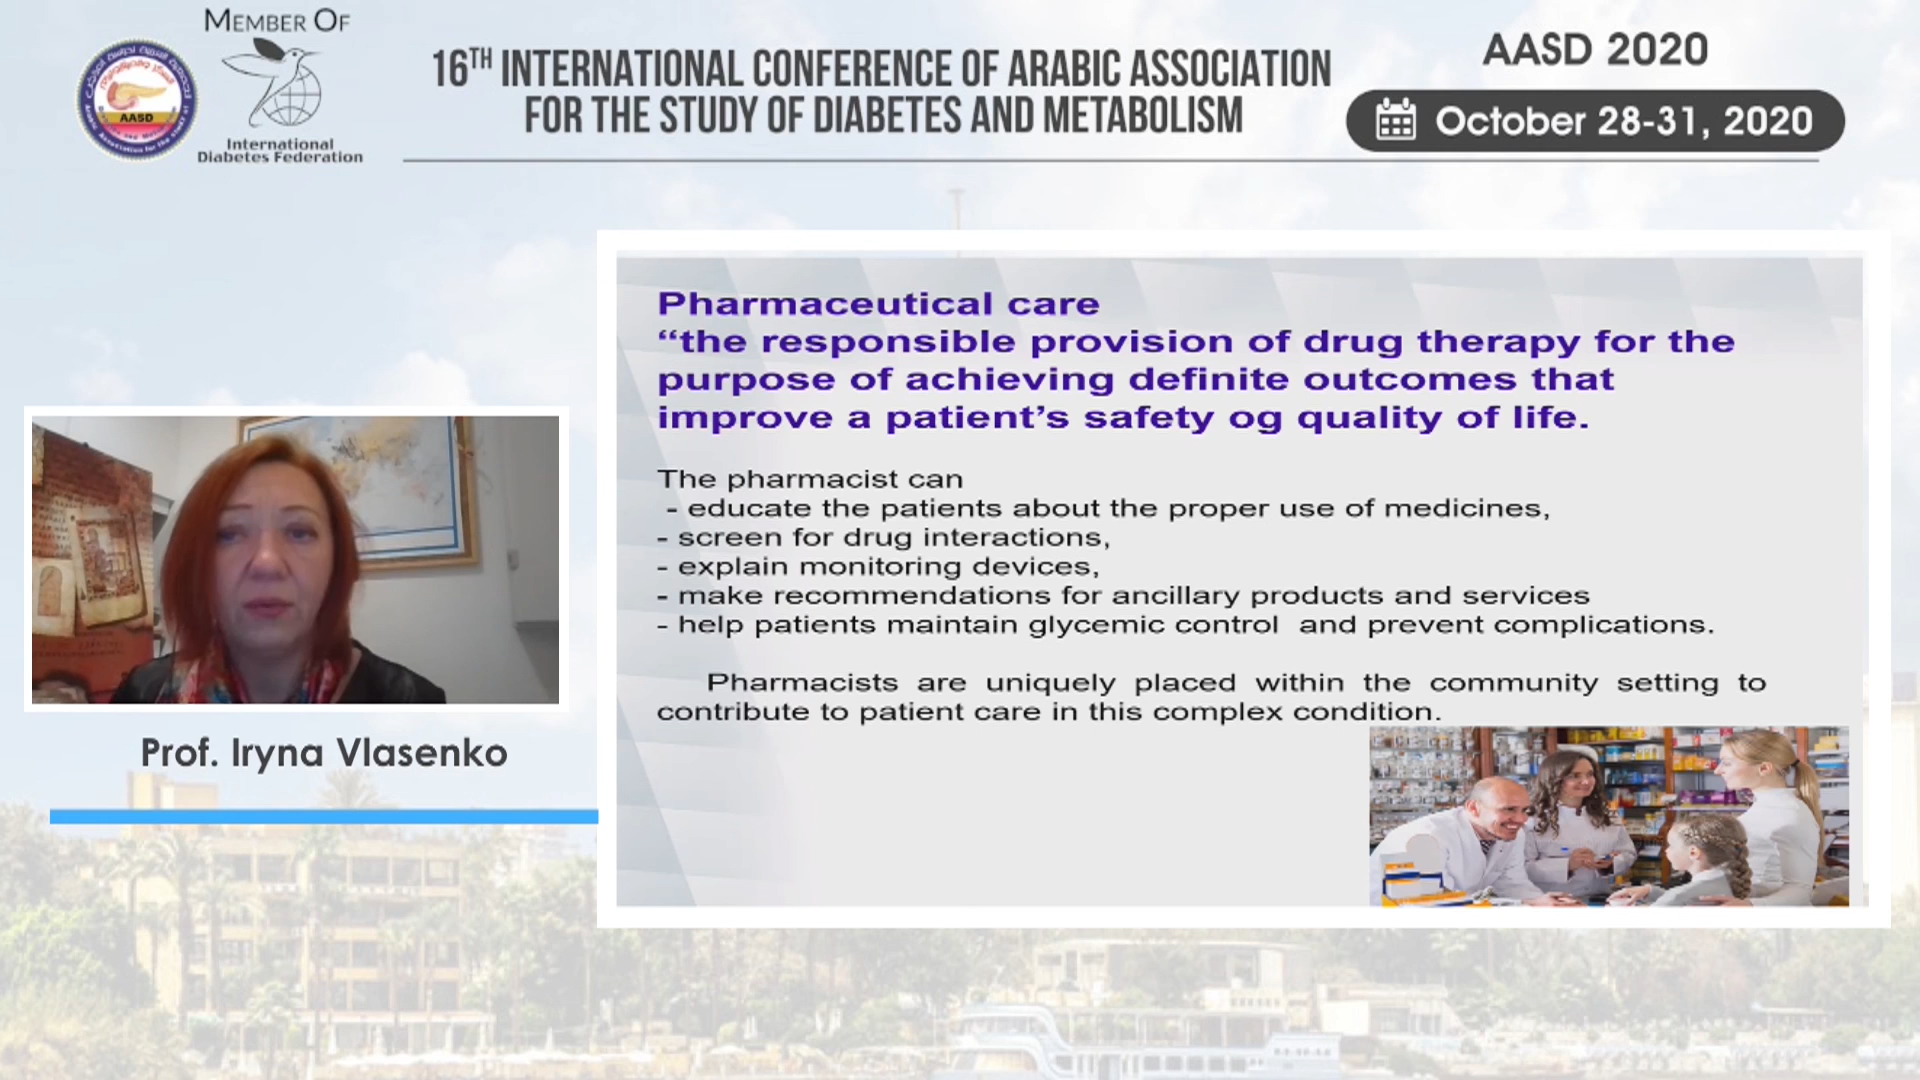 MEMBER OF
International
Diabetes Federation
AASD
16TH INTERNATIONAL CONFERENCE OF ARABIC ASSOCIATION
FOR THE STUDY OF DIABETES AND METABOLISM
AASD 2020
October 28-31, 2020
Pharmaceutical care
“the responsible provision of drug therapy for the
purpose of achieving definite outcomes that
improve a patient’s safety og quality of life.
The pharmacist can
- educate the patients about the proper use of medicines,
- screen for drug interactions,
- explain monitoring devices,
- make recommendations for ancillary products and services
- help patients maintain glycemic control and prevent complications.
Pharmacists are uniquely placed within the community setting to
contribute to patient care in this complex condition.
Prof. Iryna Vlasenko